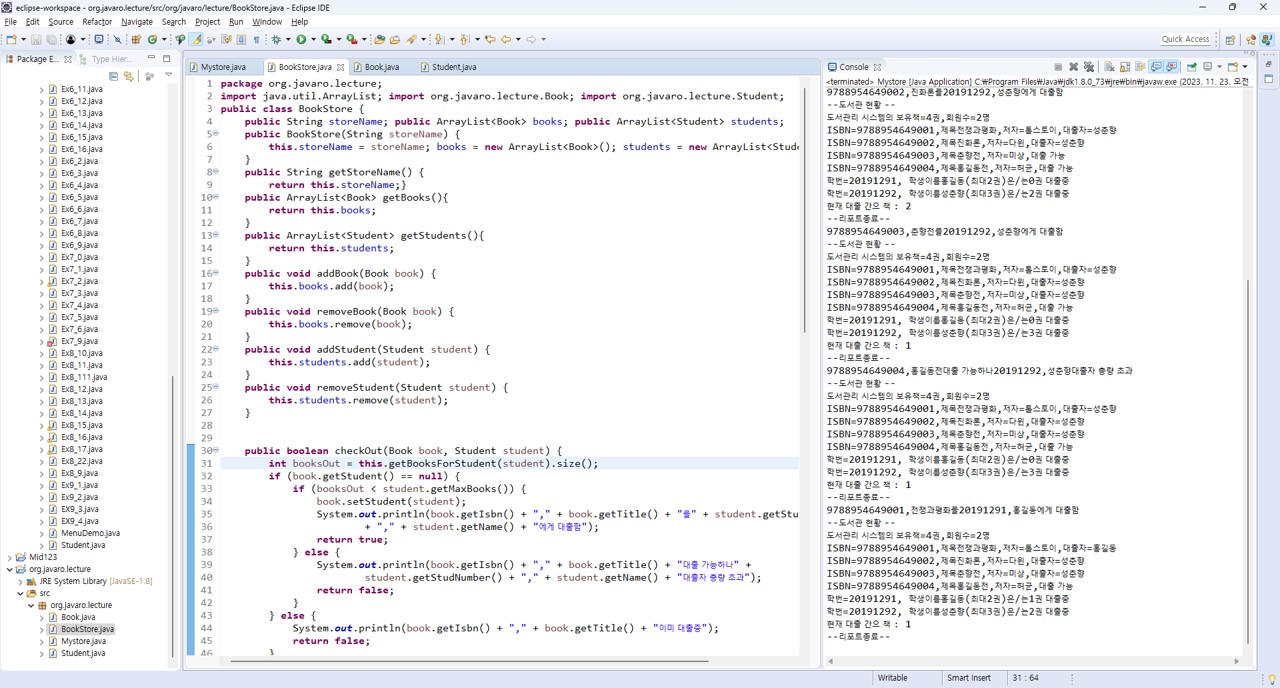 eclipse-workspace - org.javaro.lecture/src/org/javaro/lecture/BookStore.java - Eclipse IDE
File Edit Source Refactor Navigate Search Project Run Window Help
Quick Access
Package E...
Type Hier...
Ex6_11.java
Ex6_12.java
Ex6_13.java
Ex6_14.java
Ex6_15.java
Ex6_16.java
Ex6_2.java
Ex6_3.java
Ex6_4.java
Ex6_5.java
Ex6_6.java
Ex6_7.java
Ex6_8.java
Ex6_9.java
Ex7_0.java
Ex7_1.java
Ex7_2.java
Ex7_3.java
Ex7_4.java
Ex7_5.java
Ex7_6.java
Ex7_9.java
Ex8_10.java
Ex8_11.java
Ex8_111.java
Ex8_12.java
Ex8_13.java
Ex8_14.java
Ex8_15.java
Ex8_16.java
Ex8_17.java
Ex8_22.java
Ex8_9.java
Ex9_1.java
Ex9_2.java
EX9_3.java
EX9_4.java
MenuDemo.java
Student.java
Mid123
org.javaro.lecture
JRE System Library [JavaSE-1.8]
src
org.javaro.lecture
Book.java
BookStore.java
Mystore.java
Student.java
Mystore.java BookStore.java Book.java Student.java
1 package org.javaro.lecture;
2 import java.util.ArrayList; import org.javaro.lecture.Book; import org.javaro.lecture.Student;
3 public class BookStore {
4 public String storeName; public ArrayList<Book> books; public ArrayList<Student> students;
5 public BookStore(String storeName) {
6 this.storeName = storeName; books = new ArrayList<Book>(); students = new ArrayList<Stud
7 }
8 public String getStoreName() {
9 return this.storeName;}
10 public ArrayList<Book> getBooks(){
11 return this.books;
12 }
13 public ArrayList<Student> getStudents(){
14 return this.students;
15 }
16 public void addBook(Book book) {
17 this.books.add(book);
18 }
19 public void removeBook(Book book) {
20 this.books.remove(book);
21 }
22 public void addStudent(Student student) {
23 this.students.add(student);
24 }
25 public void removeStudent(Student student) {
26 this.students.remove(student);
27 }
28
29
30 public boolean checkOut(Book book, Student student) {
31 int booksOut = this.getBooksForStudent(student).size();
32 if (book.getStudent() == null) {
33 if (booksOut < student.getMaxBooks()) {
34 book.setStudent(student);
35 System.out.println(book.getIsbn() + "," + book.getTitle() + "을" + student.getStu
36 + "," + student.getName() + "에게 대출함");
37 return true;
38 } else {
39 System.out.println(book.getIsbn() + "," + book.getTitle() + "대출 가능하나" +
40 student.getStudNumber() + "," + student.getName() + "대출자 총량 초과");
41 return false;
42 }
43 } else {
44 System.out.println(book.getIsbn() + "," + book.getTitle() + "이미 대출중");
45 return false;
46 }
Console
<terminated> Mystore [Java Application] C:₩Program Files₩Java₩jdk1.8.0_73₩jre₩bin₩javaw.exe (2023. 11. 23. 오전
9788954649002,진화론를20191292,성춘향에게 대출함
--도서관 현황 --
도서관리 시스템의 보유책=4권,회원수=2명
ISBN=9788954649001,제목전쟁과평화,저자=톨스토이,대출자=성춘향
ISBN=9788954649002,제목진화론,저자=다윈,대출자=성춘향
ISBN=9788954649003,제목춘향전,저자=미상,대출 가능
ISBN=9788954649004,제목홍길동전,저자=허균,대출 가능
학번=20191291, 학생이름홍길동(최대2권)은/는0권 대출중
학번=20191292, 학생이름성춘향(최대3권)은/는2권 대출중
현재 대출 간으 책 : 2
--리포트종료--
9788954649003,춘향전를20191292,성춘향에게 대출함
--도서관 현황 --
도서관리 시스템의 보유책=4권,회원수=2명
ISBN=9788954649001,제목전쟁과평화,저자=톨스토이,대출자=성춘향
ISBN=9788954649002,제목진화론,저자=다윈,대출자=성춘향
ISBN=9788954649003,제목춘향전,저자=미상,대출자=성춘향
ISBN=9788954649004,제목홍길동전,저자=허균,대출 가능
학번=20191291, 학생이름홍길동(최대2권)은/는0권 대출중
학번=20191292, 학생이름성춘향(최대3권)은/는3권 대출중
현재 대출 간으 책 : 1
--리포트종료--
9788954649004,홍길동전대출 가능하나20191292,성춘향대출자 총량 초과
--도서관 현황 --
도서관리 시스템의 보유책=4권,회원수=2명
ISBN=9788954649001,제목전쟁과평화,저자=톨스토이,대출자=성춘향
ISBN=9788954649002,제목진화론,저자=다윈,대출자=성춘향
ISBN=9788954649003,제목춘향전,저자=미상,대출자=성춘향
ISBN=9788954649004,제목홍길동전,저자=허균,대출 가능
학번=20191291, 학생이름홍길동(최대2권)은/는0권 대출중
학번=20191292, 학생이름성춘향(최대3권)은/는3권 대출중
현재 대출 간으 책 : 1
--리포트종료--
9788954649001,전쟁과평화를20191291,홍길동에게 대출함
--도서관 현황 --
도서관리 시스템의 보유책=4권,회원수=2명
ISBN=9788954649001,제목전쟁과평화,저자=톨스토이,대출자=홍길동
ISBN=9788954649002,제목진화론,저자=다윈,대출자=성춘향
ISBN=9788954649003,제목춘향전,저자=미상,대출자=성춘향
ISBN=9788954649004,제목홍길동전,저자=허균,대출 가능
학번=20191291, 학생이름홍길동(최대2권)은/는1권 대출중
학번=20191292, 학생이름성춘향(최대3권)은/는2권 대출중
현재 대출 간으 책 : 1
--리포트종료--
Writable Smart Insert 31 : 64